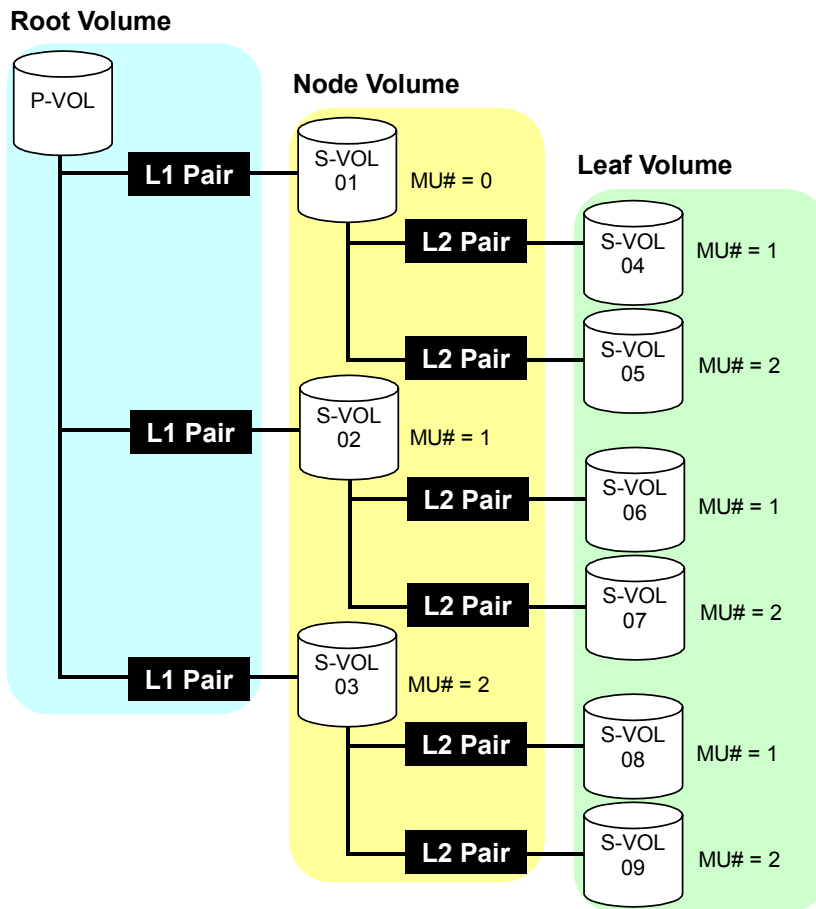 Root Volume
P-VOL
Node Volume
L1 Pair
S-VOL
01
MU# = 0
Leaf Volume
L2 Pair
S-VOL
04
MU# = 1
L2 Pair
S-VOL
05
MU# = 2
L1 Pair
S-VOL
02
MU# = 1
L2 Pair
S-VOL
06
MU# = 1
L2 Pair
S-VOL
07
MU# = 2
L1 Pair
S-VOL
03
MU# = 2
L2 Pair
S-VOL
08
MU# = 1
L2 Pair
S-VOL
09
MU# = 2